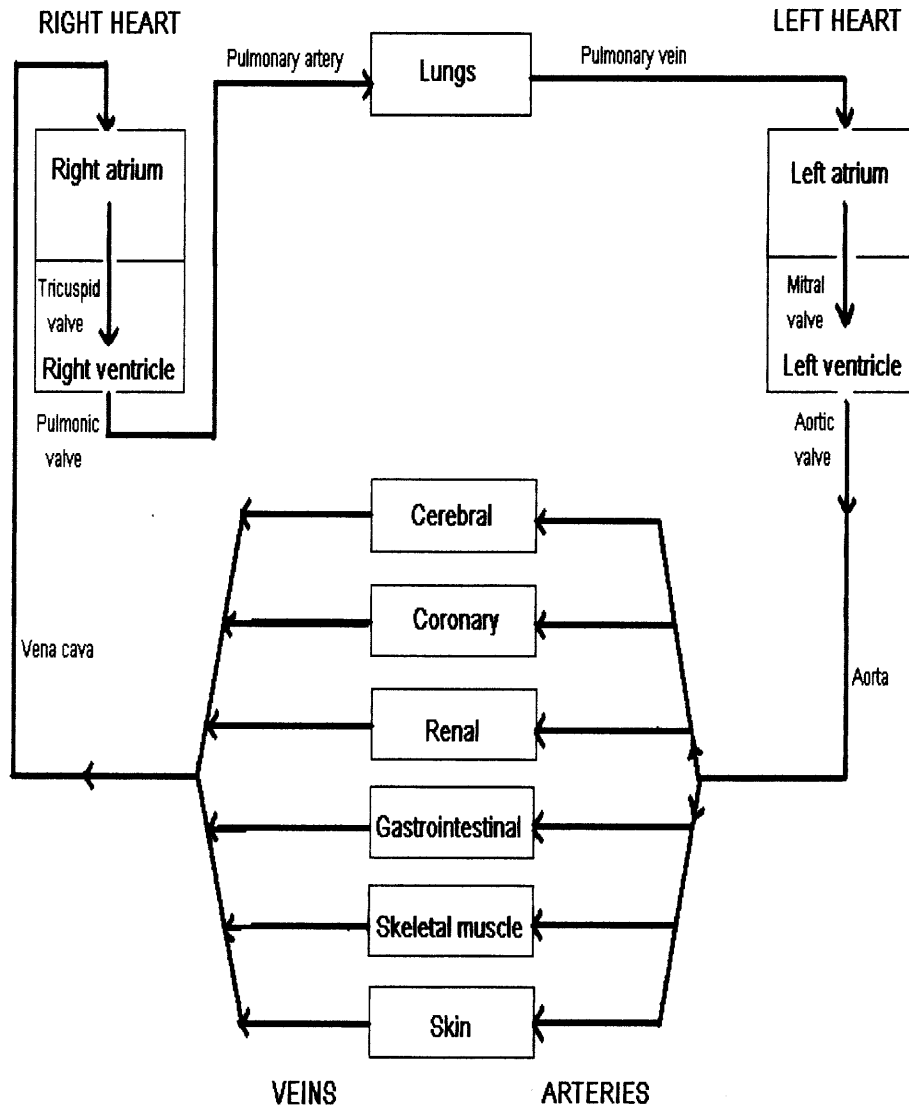 RIGHT HEART
LEFT HEART
Pulmonary artery
Lungs
Pulmonary vein
Right atrium
Left atrium
Tricuspid
valve
Mitral
valve
Right ventricle
Left ventricle
Pulmonic
valve
Aortic
valve
Cerebral
Coronary
Vena cava
Aorta
Renal
Gastrointestinal
Skeletal muscle
Skin
VEINS
ARTERIES